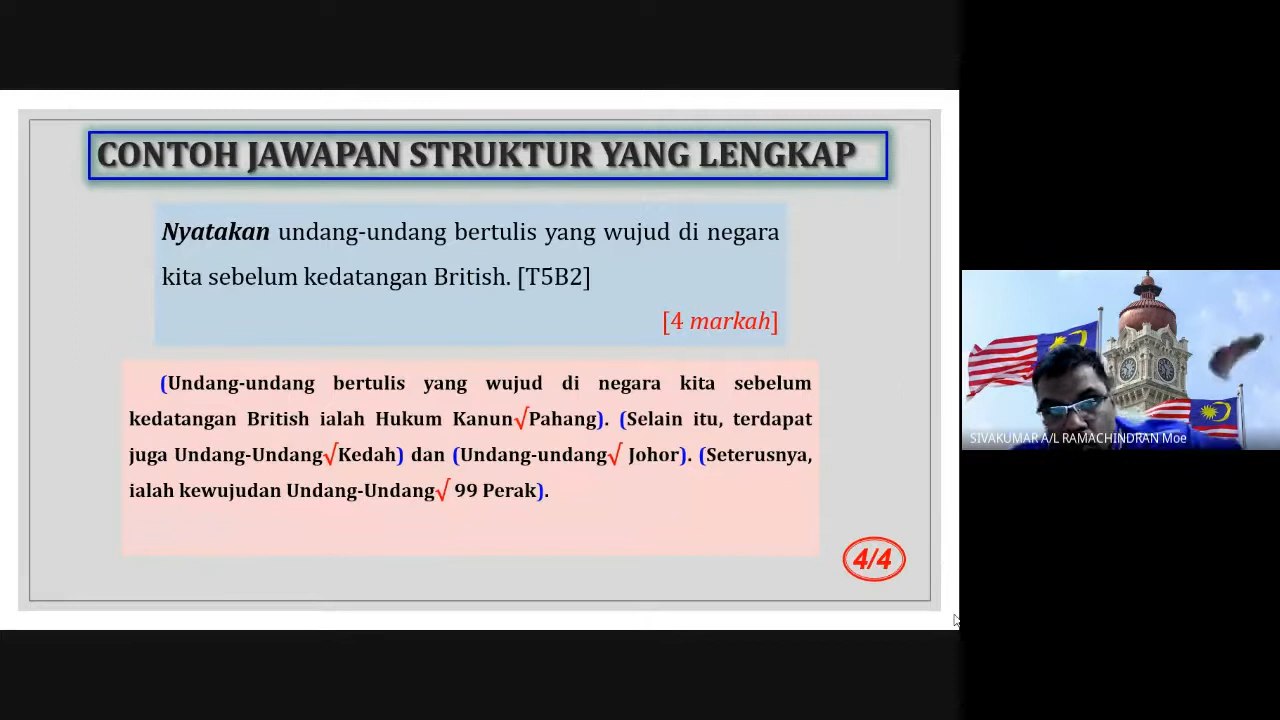 CONTOH JAWAPAN STRUKTUR YANG LENGKAP
Nyatakan undang-undang bertulis yang wujud di negara
kita sebelum kedatangan British. [T5B2]
[4 markah]
(Undang-undang bertulis yang wujud di negara kita sebelum
kedatangan British ialah Hukum Kanun√Pahang). (Selain itu, terdapat
juga Undang-Undang√Kedah) dan (Undang-undang√ Johor). (Seterusnya,
ialah kewujudan Undang-Undang√ 99 Perak).
4/4
SIVAKUMAR A/L RAMACHINDRAN Moe